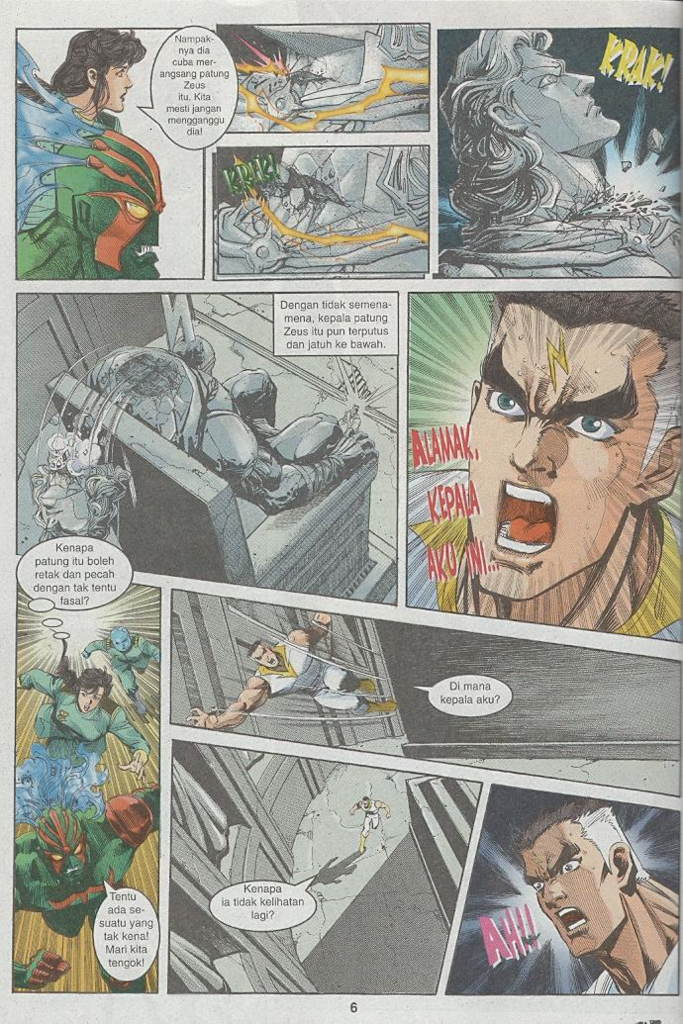 Nampak-
nya dia
cuba mer-
angsang patung
Zeus
itu. Kita
mesti jangan
mengganggu
dia!
KRIK!
KRAK!
Dengan tidak semena-
mena, kepala patung
Zeus itu pun terputus
dan jatuh ke bawah.
ALAMAK,
KEPALA
AKU INI...
Kenapa
patung itu boleh
retak dan pecah
dengan tak tentu
fasal?
Di mana
kepala aku?
Tentu
ada se-
suatu yang
tak kena!
Mari kita
tengok!
Kenapa
ia tidak kelihatan
lagi?
AH!!
6